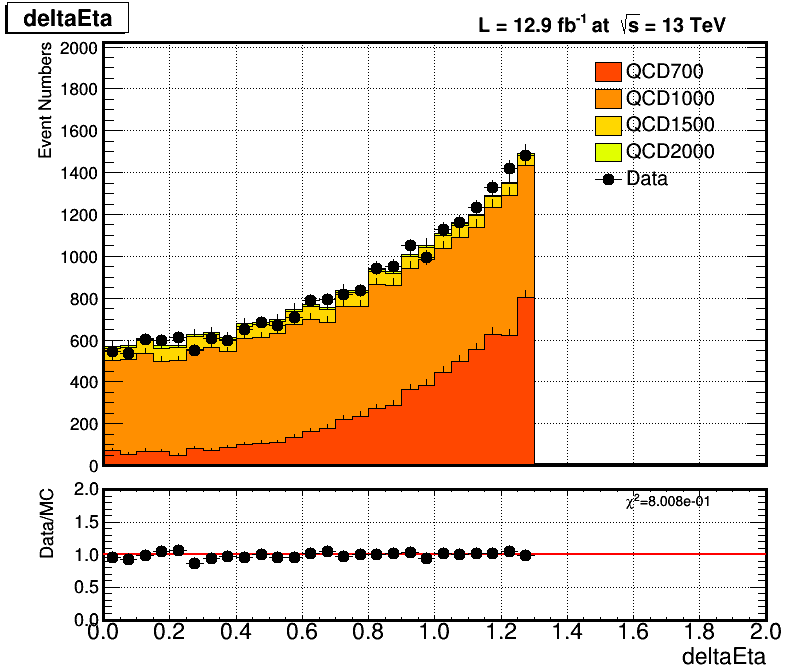 deltaEta
L = 12.9 fb⁻¹ at √s = 13 TeV
Event Numbers
2000
1800
1600
1400
1200
1000
800
600
400
200
0
QCD700
QCD1000
QCD1500
QCD2000
Data
Data/MC
2.0
1.5
1.0
0.5
0.0
χ²=8.008e-01
0.0 0.2 0.4 0.6 0.8 1.0 1.2 1.4 1.6 1.8 2.0
deltaEta